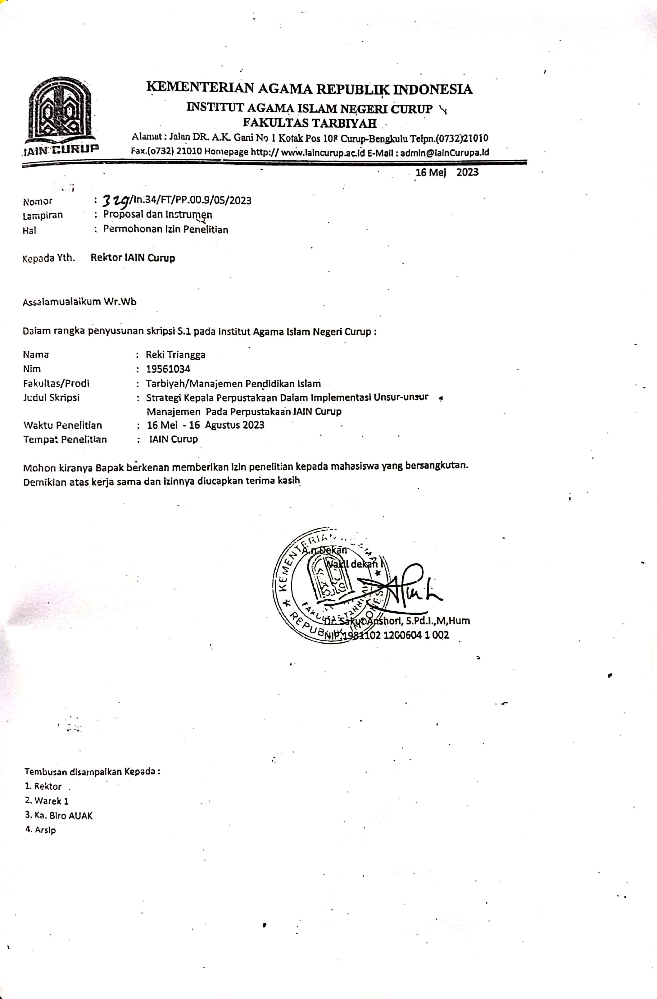 IAIN CURUP
KEMENTERIAN AGAMA REPUBLIK INDONESIA
INSTITUT AGAMA ISLAM NEGERI CURUP
FAKULTAS TARBIYAH
Alamat : Jalan DR. A.K. Gani No 1 Kotak Pos 108 Curup-Bengkulu Telpn.(0732)21010
Fax.(0732) 21010 Homepage http:// www.iaincurup.ac.id E-Mail : admin@iainCurupa.id
16 Mei 2023
Nomor : 329/In.34/FT/PP.00.9/05/2023
Lampiran : Proposal dan Instrumen
Hal : Permohonan Izin Penelitian
Kepada Yth. Rektor IAIN Curup
Assalamualaikum Wr.Wb
Dalam rangka penyusunan skripsi S.1 pada Institut Agama Islam Negeri Curup :
Nama : Reki Triangga
Nim : 19561034
Fakultas/Prodi : Tarbiyah/Manajemen Pendidikan Islam
Judul Skripsi : Strategi Kepala Perpustakaan Dalam Implementasi Unsur-unsur
Manajemen Pada Perpustakaan IAIN Curup
Waktu Penelitian : 16 Mei - 16 Agustus 2023
Tempat Penelitian : IAIN Curup
Mohon kiranya Bapak berkenan memberikan izin penelitian kepada mahasiswa yang bersangkutan.
Demikian atas kerja sama dan izinnya diucapkan terima kasih
A.n Dekan
Wakil dekan I
KEMENTERIAN AGAMA
REPUBLIK INDONESIA
FAKULTAS TARBIYAH
Dr. Sakut Anshori, S.Pd.I.,M,Hum
NIP,1981102 1200604 1 002
Tembusan disampaikan Kepada :
1. Rektor
2. Warek 1
3. Ka. Biro AUAK
4. Arsip